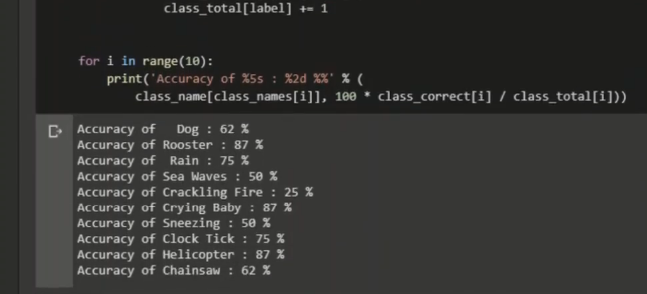 class_total[label] += 1
for i in range(10):
print('Accuracy of %5s : %2d %%' % (
class_name[class_names[i]], 100 * class_correct[i] / class_total[i]))
Accuracy of   Dog : 62 %
Accuracy of Rooster : 87 %
Accuracy of  Rain : 75 %
Accuracy of Sea Waves : 50 %
Accuracy of Crackling Fire : 25 %
Accuracy of Crying Baby : 87 %
Accuracy of Sneezing : 50 %
Accuracy of Clock Tick : 75 %
Accuracy of Helicopter : 87 %
Accuracy of Chainsaw : 62 %